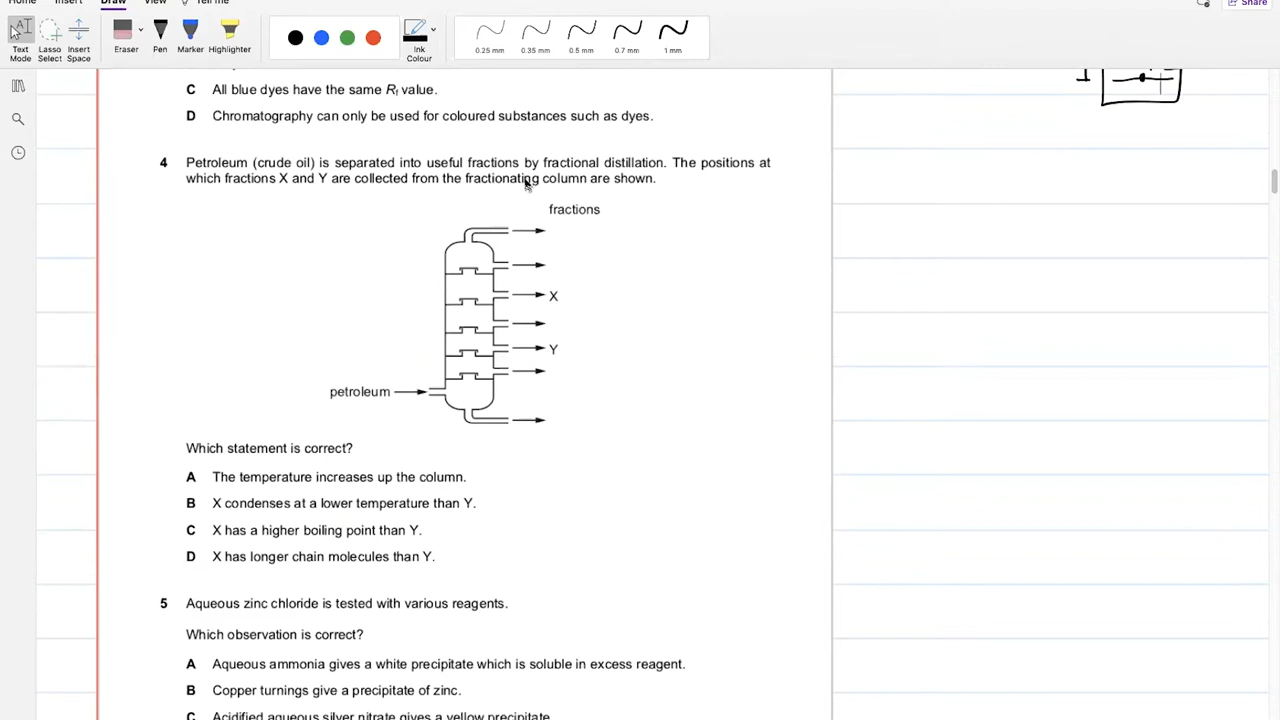 Home Insert Draw View Tell me Share
Text Mode
Lasso Select
Insert Space
Eraser
Pen
Marker
Highlighter
Ink Colour
0.25 mm
0.35 mm
0.5 mm
0.7 mm
1 mm
C All blue dyes have the same Rf value.
D Chromatography can only be used for coloured substances such as dyes.
4 Petroleum (crude oil) is separated into useful fractions by fractional distillation. The positions at
which fractions X and Y are collected from the fractionating column are shown.
fractions
X
Y
petroleum
Which statement is correct?
A The temperature increases up the column.
B X condenses at a lower temperature than Y.
C X has a higher boiling point than Y.
D X has longer chain molecules than Y.
5 Aqueous zinc chloride is tested with various reagents.
Which observation is correct?
A Aqueous ammonia gives a white precipitate which is soluble in excess reagent.
B Copper turnings give a precipitate of zinc.
C Acidified aqueous silver nitrate gives a yellow precipitate